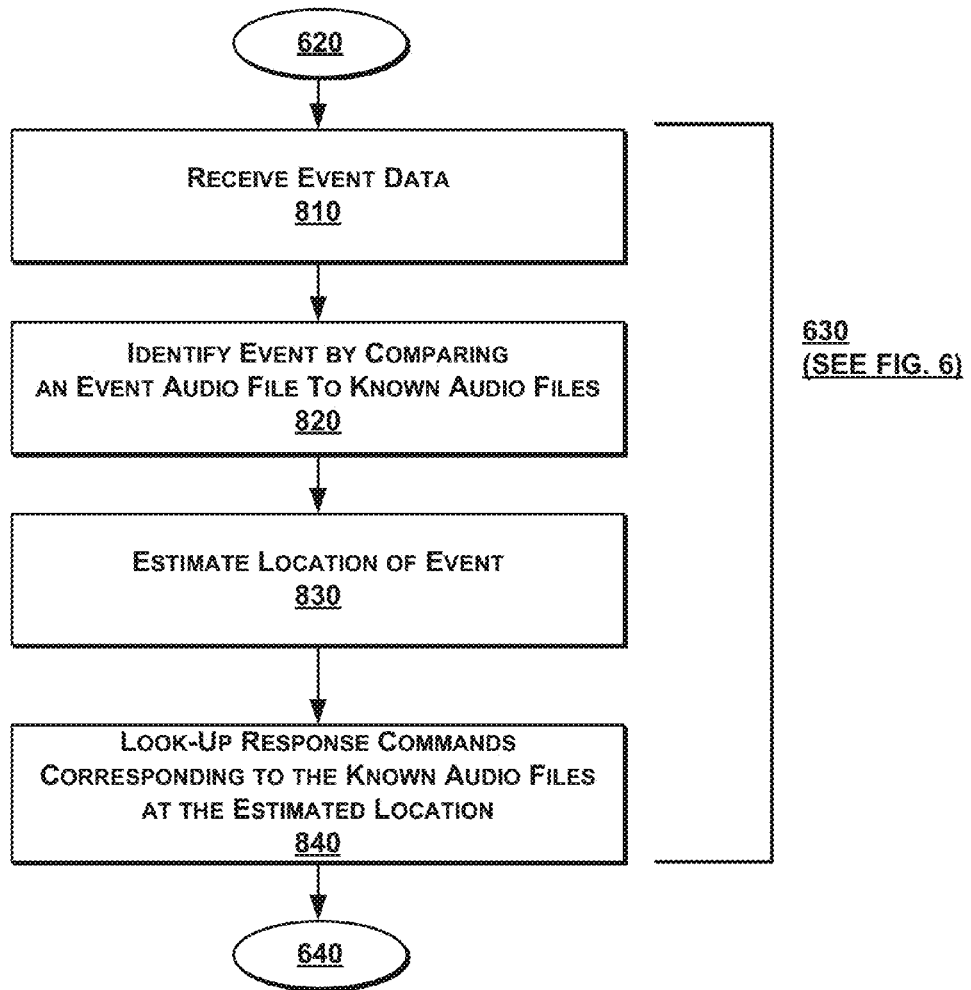 620
RECEIVE EVENT DATA
810
IDENTIFY EVENT BY COMPARING
AN EVENT AUDIO FILE TO KNOWN AUDIO FILES
820
630
(SEE FIG. 6)
ESTIMATE LOCATION OF EVENT
830
LOOK-UP RESPONSE COMMANDS
CORRESPONDING TO THE KNOWN AUDIO FILES
AT THE ESTIMATED LOCATION
840
640